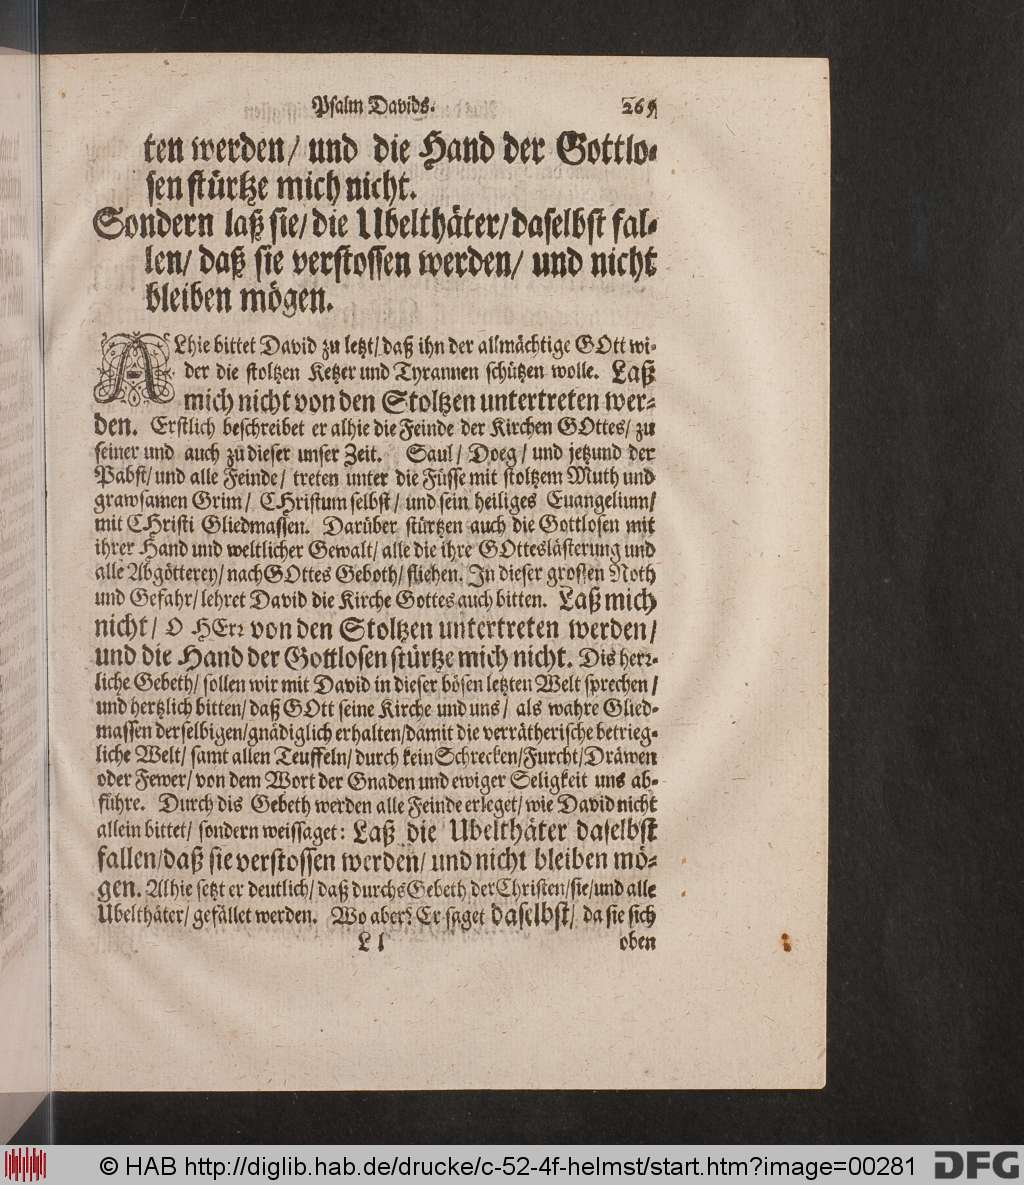 Psalm Davids. 265
ten werden/ und die Hand der Gottlo-
sen stürtze mich nicht.
Sondern laß sie/ die Ubelthäter/ daselbst fal-
len/ daß sie verstossen werden/ und nicht
bleiben mögen.
ALhie bittet David zu letzt/ daß ihn der allmächtige GOtt wi-
der die stoltzen Ketzer und Tyrannen schützen wolle. Laß
mich nicht von den Stoltzen untertreten wer-
den. Erstlich beschreibet er alhie die Feinde der Kirchen GOttes/ zu
seiner und auch zu dieser unser Zeit. Saul/ Doeg/ und jetzund der
Pabst/ und alle Feinde/ treten unter die Füsse mit stoltzem Muth und
grawsamen Grim/ CHristum selbst/ und sein heiliges Euangelium/
mit CHristi Gliedmassen. Darüber stürtzen auch die Gottlosen mit
ihrer Hand und weltlicher Gewalt/ alle die ihre GOtteslästerung und
alle Abgötterey/ nach GOttes Geboth/ fliehen. In dieser grossen Noth
und Gefahr/ lehret David die Kirche Gottes auch bitten. Laß mich
nicht/ O HErr von den Stoltzen untertreten werden/
und die Hand der Gottlosen stürtze mich nicht. Dis herr-
liche Gebeth/ sollen wir mit David in dieser bösen letzten Welt sprechen/
und hertzlich bitten/ daß GOtt seine Kirche und uns/ als wahre Glied-
massen derselbigen/ gnädiglich erhalten/ damit die verrätherische betrieg-
liche Welt/ samt allen Teuffeln/ durch kein Schrecken/ Furcht/ Dräwen
oder Fewer/ von dem Wort der Gnaden und ewiger Seligkeit uns ab-
führe. Durch dis Gebeth werden alle Feinde erleget/ wie David nicht
allein bittet/ sondern weissaget: Laß die Ubelthäter daselbst
fallen/ daß sie verstossen werden/ und nicht bleiben mö-
gen. Alhie setzt er deutlich/ daß durchs Gebeth der Christen/ sie/ und alle
Ubelthäter/ gefället werden. Wo aber? Er saget daselbst/ da sie sich
L l oben
© HAB http://diglib.hab.de/drucke/c-52-4f-helmst/start.htm?image=00281 DFG